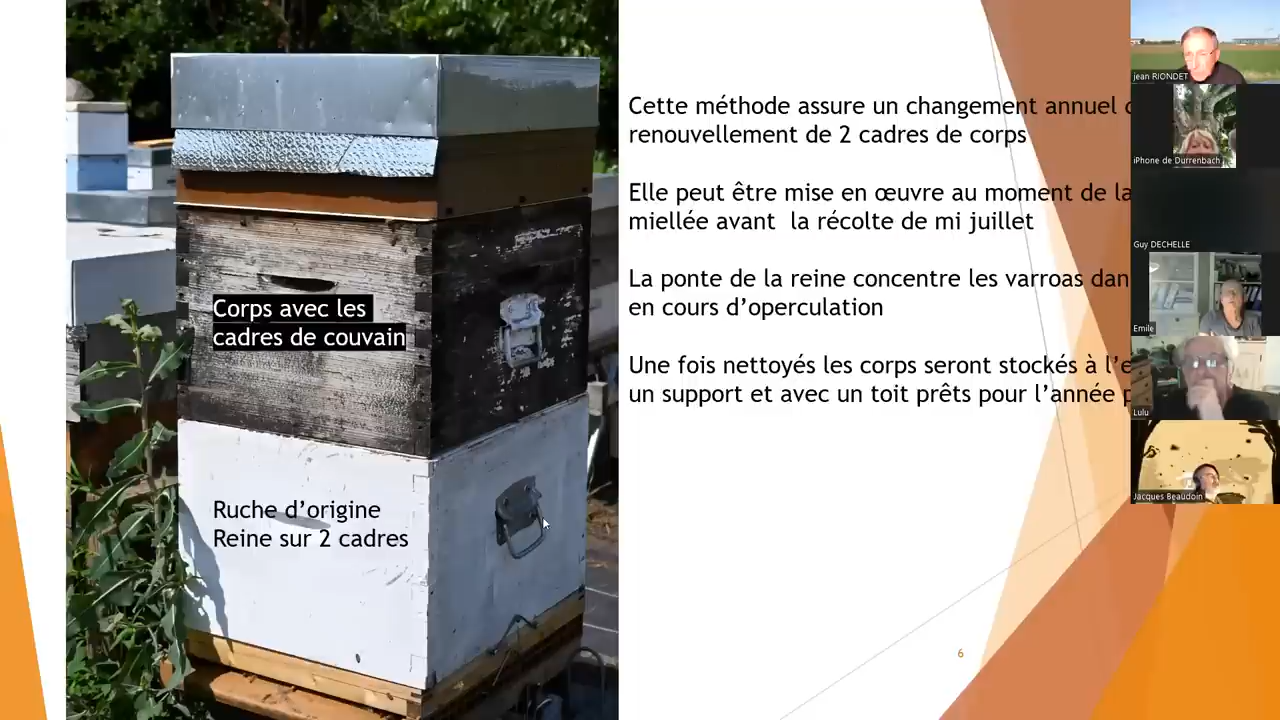 Corps avec les
cadres de couvain
Ruche d’origine
Reine sur 2 cadres
Cette méthode assure un changement annuel
renouvellement de 2 cadres de corps
Elle peut être mise en œuvre au moment de la
miellée avant la récolte de mi juillet
La ponte de la reine concentre les varroas dan
en cours d’operculation
Une fois nettoyés les corps seront stockés à l’e
un support et avec un toit prêts pour l’année
6
jean RIONDET
iPhone de Durrenbach
Guy DECHELLE
Emile
Lulu
Jacques Beaudoin